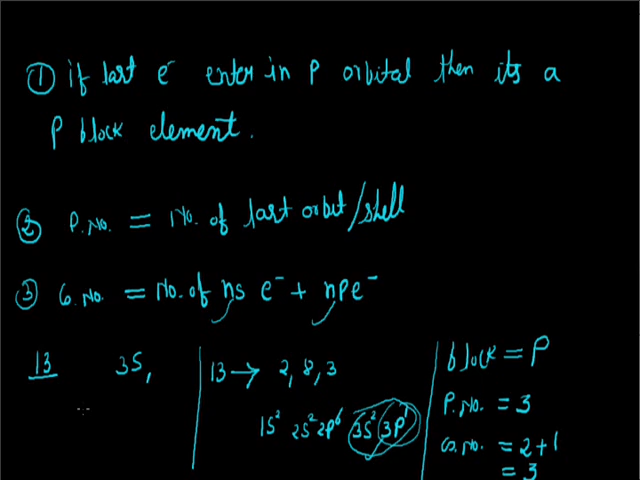 ① if last e⁻ enter in P orbital then its a
P block element.
② P.No. = No. of last orbit/shell
③ G.No. = No. of ns e⁻ + npe⁻
13 35,
13 → 2, 8, 3
1S² 2S² 2P⁶ 3S² 3P¹
block = P
P.No. = 3
G.No. = 2+1
= 3